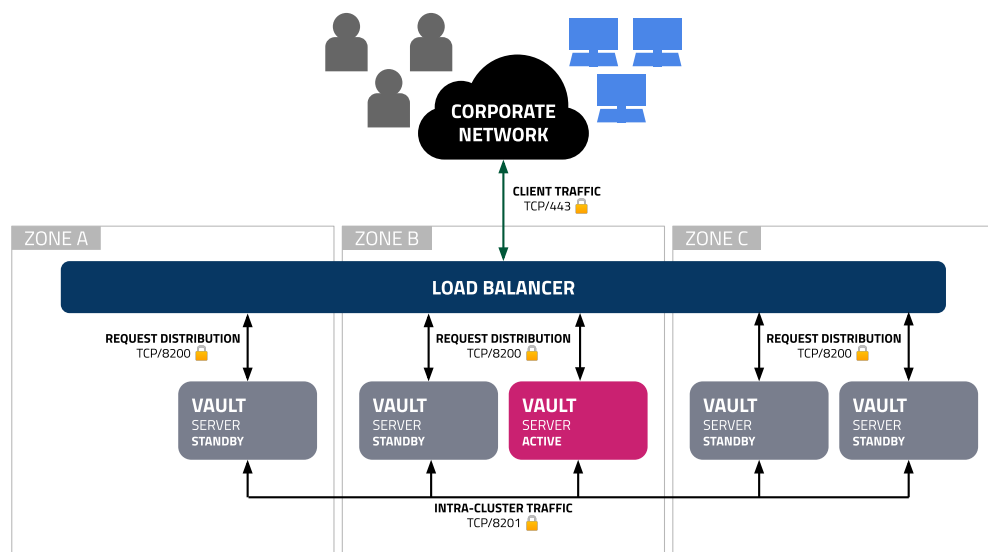 CORPORATE
NETWORK
CLIENT TRAFFIC
TCP/443
ZONE A
ZONE B
ZONE C
LOAD BALANCER
REQUEST DISTRIBUTION
TCP/8200
REQUEST DISTRIBUTION
TCP/8200
REQUEST DISTRIBUTION
TCP/8200
VAULT
SERVER
STANDBY
VAULT
SERVER
STANDBY
VAULT
SERVER
ACTIVE
VAULT
SERVER
STANDBY
VAULT
SERVER
STANDBY
INTRA-CLUSTER TRAFFIC
TCP/8201